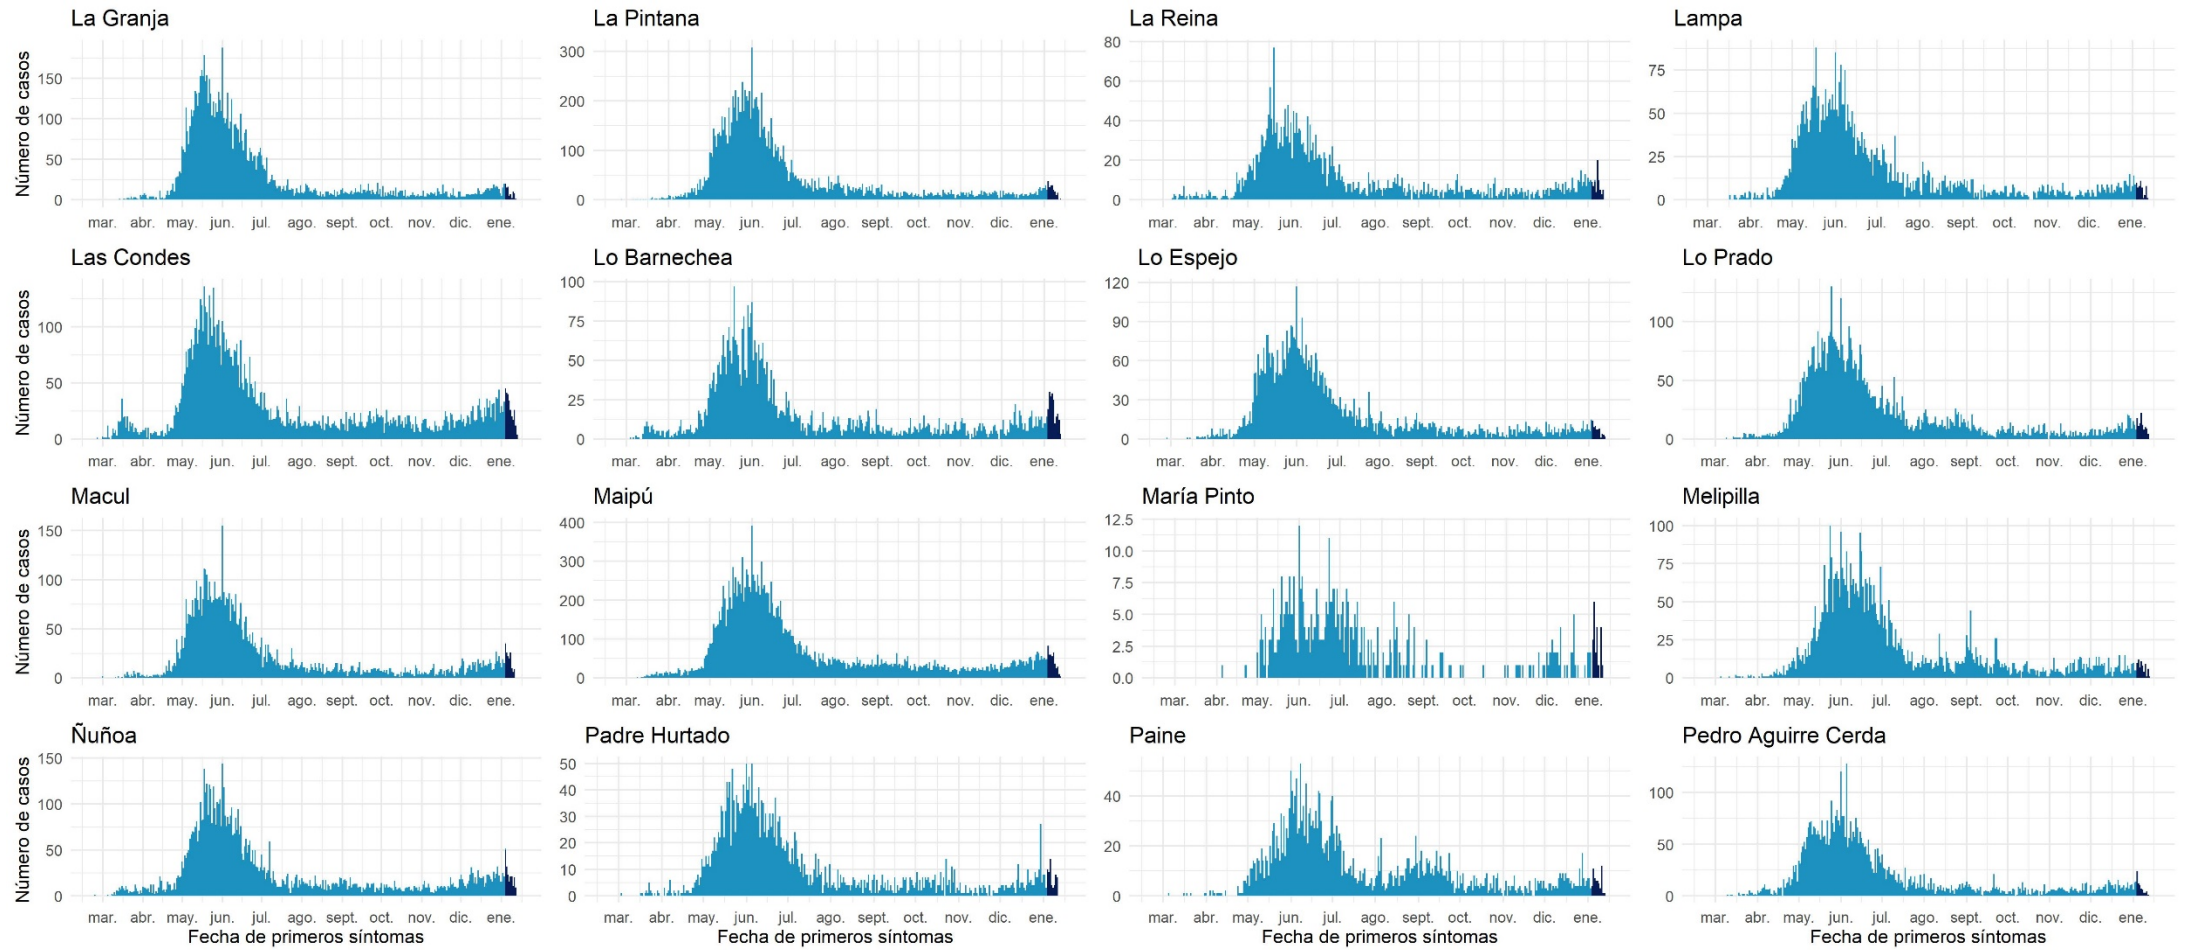 La Granja
Número de casos
150
100
50
0
mar. abr. may. jun. jul. ago. sept. oct. nov. dic. ene.
La Pintana
300
200
100
0
mar. abr. may. jun. jul. ago. sept. oct. nov. dic. ene.
La Reina
80
60
40
20
0
mar. abr. may. jun. jul. ago. sept. oct. nov. dic. ene.
Lampa
75
50
25
0
mar. abr. may. jun. jul. ago. sept. oct. nov. dic. ene.
Las Condes
Número de casos
100
50
0
mar. abr. may. jun. jul. ago. sept. oct. nov. dic. ene.
Lo Barnechea
100
75
50
25
0
mar. abr. may. jun. jul. ago. sept. oct. nov. dic. ene.
Lo Espejo
120
90
60
30
0
mar. abr. may. jun. jul. ago. sept. oct. nov. dic. ene.
Lo Prado
100
50
0
mar. abr. may. jun. jul. ago. sept. oct. nov. dic. ene.
Macul
Número de casos
150
100
50
0
mar. abr. may. jun. jul. ago. sept. oct. nov. dic. ene.
Maipú
400
300
200
100
0
mar. abr. may. jun. jul. ago. sept. oct. nov. dic. ene.
María Pinto
12.5
10.0
7.5
5.0
2.5
0.0
mar. abr. may. jun. jul. ago. sept. oct. nov. dic. ene.
Melipilla
100
75
50
25
0
mar. abr. may. jun. jul. ago. sept. oct. nov. dic. ene.
Ñuñoa
Número de casos
150
100
50
0
mar. abr. may. jun. jul. ago. sept. oct. nov. dic. ene.
Fecha de primeros síntomas
Padre Hurtado
50
40
30
20
10
0
mar. abr. may. jun. jul. ago. sept. oct. nov. dic. ene.
Fecha de primeros síntomas
Paine
40
20
0
mar. abr. may. jun. jul. ago. sept. oct. nov. dic. ene.
Fecha de primeros síntomas
Pedro Aguirre Cerda
100
50
0
mar. abr. may. jun. jul. ago. sept. oct. nov. dic. ene.
Fecha de primeros síntomas